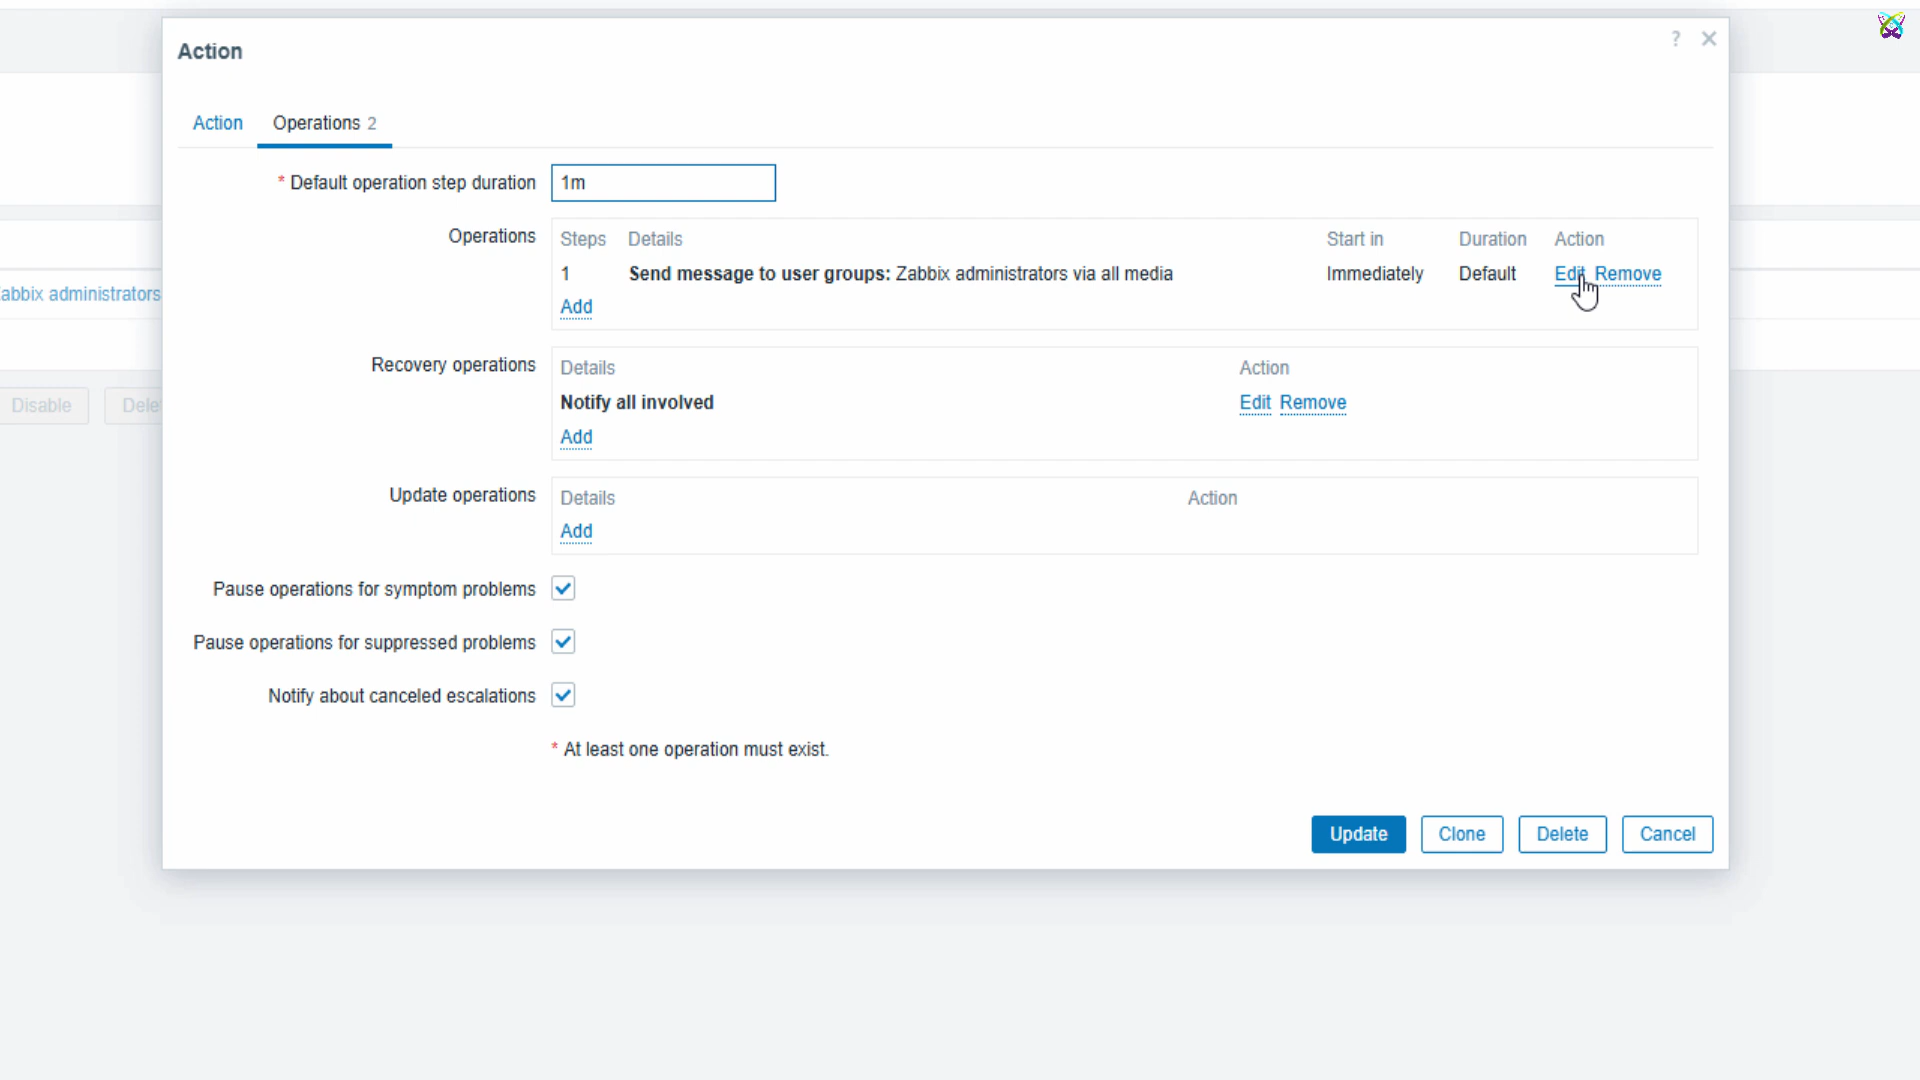 Action
?
Action
Operations 2
* Default operation step duration
1m
Operations
Steps Details Start in Duration Action
1 Send message to user groups: Zabbix administrators via all media Immediately Default Edit Remove
Add
abbix administrators
Recovery operations
Details Action
Notify all involved Edit Remove
Add
Disable
Dele
Update operations
Details Action
Add
Pause operations for symptom problems
Pause operations for suppressed problems
Notify about canceled escalations
* At least one operation must exist.
Update Clone Delete Cancel